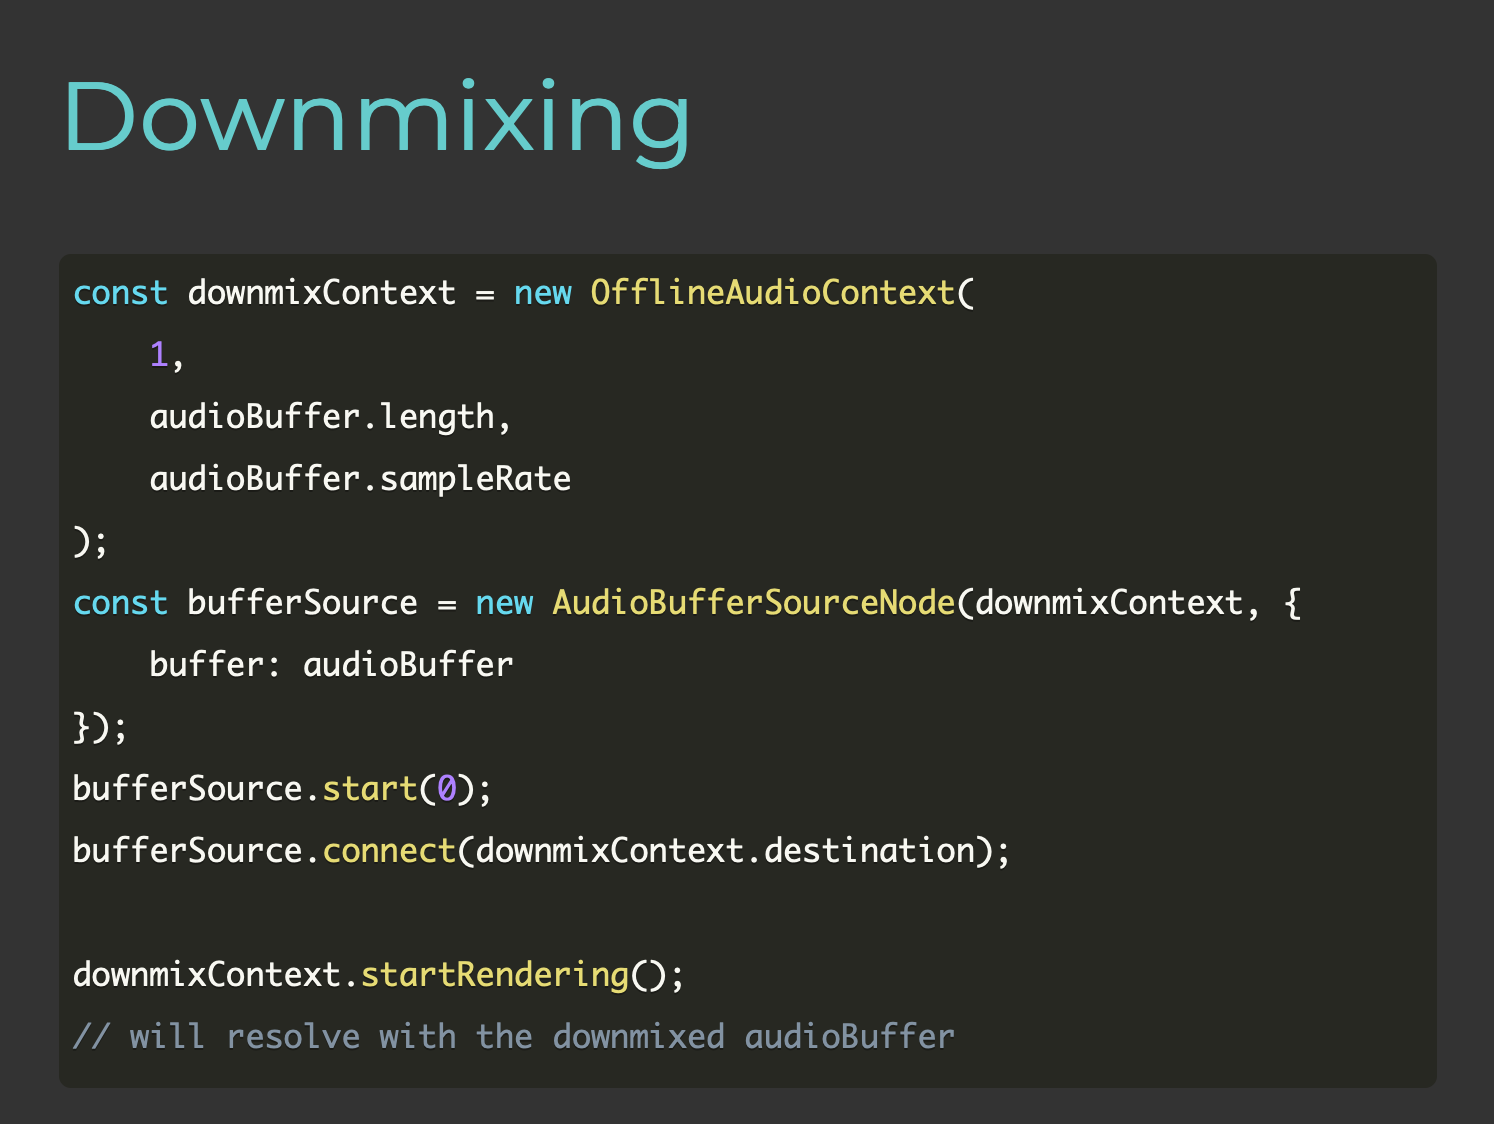 Downmixing
const downmixContext = new OfflineAudioContext(
    1,
    audioBuffer.length,
    audioBuffer.sampleRate
);
const bufferSource = new AudioBufferSourceNode(downmixContext, {
    buffer: audioBuffer
});
bufferSource.start(0);
bufferSource.connect(downmixContext.destination);

downmixContext.startRendering();
// will resolve with the downmixed audioBuffer